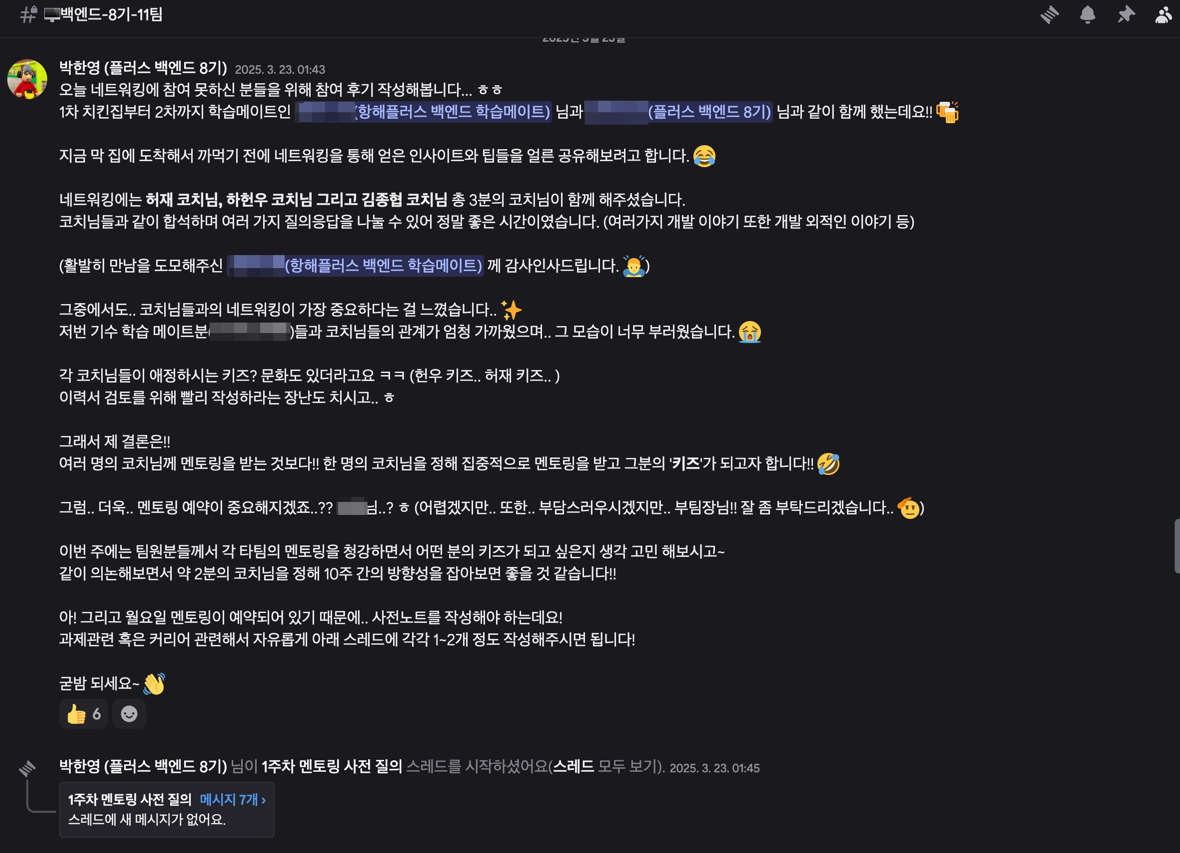 백엔드-8기-11팀
2025년 3월 23일
박한영 (플러스 백엔드 8기) 2025. 3. 23. 01:43
오늘 네트워킹에 참여 못하신 분들을 위해 참여 후기 작성해봅니다... ㅎㅎ
1차 치킨집부터 2차까지 학습메이트인 (항해플러스 백엔드 학습메이트) 님과 (플러스 백엔드 8기) 님과 같이 함께 했는데요!! 🍻
지금 막 집에 도착해서 까먹기 전에 네트워킹을 통해 얻은 인사이트와 팁들을 얼른 공유해보려고 합니다. 😂
네트워킹에는 허재 코치님, 하헌우 코치님 그리고 김종협 코치님 총 3분의 코치님이 함께 해주셨습니다.
코치님들과 같이 합석하며 여러 가지 질의응답을 나눌 수 있어 정말 좋은 시간이였습니다. (여러가지 개발 이야기 또한 개발 외적인 이야기 등)
(활발히 만남을 도모해주신 (항해플러스 백엔드 학습메이트) 께 감사인사드립니다. 🙇‍♂️)
그중에서도.. 코치님들과의 네트워킹이 가장 중요하다는 걸 느꼈습니다.. ✨
저번 기수 학습 메이트분( )들과 코치님들의 관계가 엄청 가까웠으며.. 그 모습이 너무 부러웠습니다. 😭
각 코치님들이 애정하시는 키즈? 문화도 있더라고요 ㅋㅋ (헌우 키즈.. 허재 키즈.. )
이력서 검토를 위해 빨리 작성하라는 장난도 치시고.. ㅎ
그래서 제 결론은!!
여러 명의 코치님께 멘토링을 받는 것보다!! 한 명의 코치님을 정해 집중적으로 멘토링을 받고 그분의 '키즈'가 되고자 합니다!! 🤣
그럼.. 더욱.. 멘토링 예약이 중요해지겠죠..?? 님..? ㅎ (어렵겠지만.. 또한.. 부담스러우시겠지만.. 부팀장님!! 잘 좀 부탁드리겠습니다.. 🫡)
이번 주에는 팀원분들께서 각 타팀의 멘토링을 청강하면서 어떤 분의 키즈가 되고 싶은지 생각 고민 해보시고~
같이 의논해보면서 약 2분의 코치님을 정해 10주 간의 방향성을 잡아보면 좋을 것 같습니다!!
아! 그리고 월요일 멘토링이 예약되어 있기 때문에.. 사전노트를 작성해야 하는데요!
과제관련 혹은 커리어 관련해서 자유롭게 아래 스레드에 각각 1~2개 정도 작성해주시면 됩니다!
굳밤 되세요~ 👋
👍 6
박한영 (플러스 백엔드 8기) 님이 1주차 멘토링 사전 질의 스레드를 시작하셨어요(스레드 모두 보기). 2025. 3. 23. 01:45
1주차 멘토링 사전 질의 메시지 7개 ›
스레드에 새 메시지가 없어요.